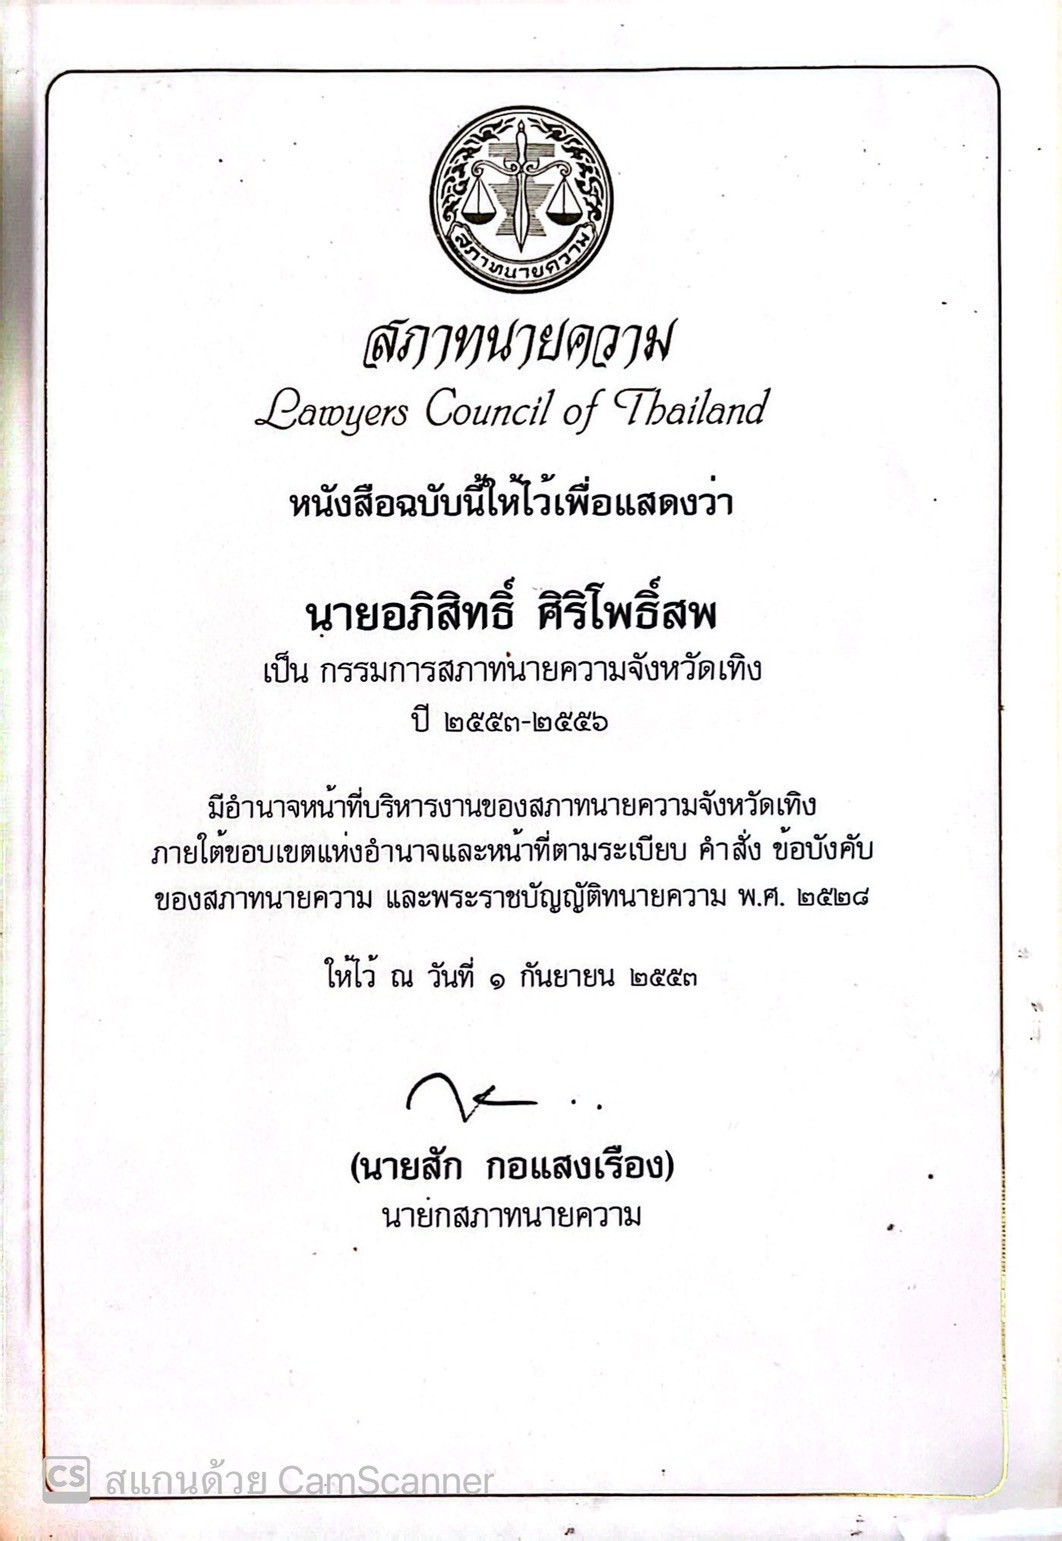 สภาทนายความ
สภาทนายความ
Lawyers Council of Thailand
หนังสือฉบับนี้ให้ไว้เพื่อแสดงว่า
นายอภิสิทธิ์ ศิริโพธิ์สพ
เป็น กรรมการสภาทนายความจังหวัดเทิง
ปี ๒๕๕๓-๒๕๕๖
มีอำนาจหน้าที่บริหารงานของสภาทนายความจังหวัดเทิง
ภายใต้ขอบเขตแห่งอำนาจและหน้าที่ตามระเบียบ คำสั่ง ข้อบังคับ
ของสภาทนายความ และพระราชบัญญัติทนายความ พ.ศ. ๒๕๒๘
ให้ไว้ ณ วันที่ ๑ กันยายน ๒๕๕๓
(นายสัก กอแสงเรือง)
นายกสภาทนายความ
CS สแกนด้วย CamScanner